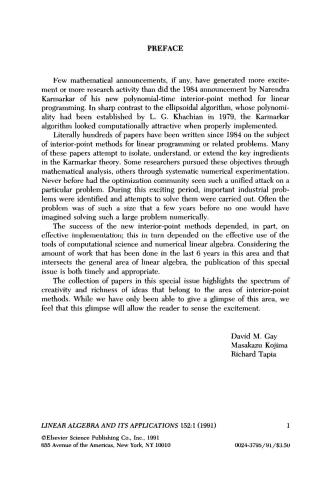 PREFACE
Few mathematical announcements, if any, have generated more excite-
ment or more research activity than did the 1984 announcement by Narendra
Karmarkar of his new polynomial-time interior-point method for linear
programming. In sharp contrast to the ellipsoidal algorithm, whose polynomi-
ality had been established by L. G. Khachian in 1979, the Karmarkar
algorithm looked computationally attractive when properly implemented.
Literally hundreds of papers have been written since 1984 on the subject
of interior-point methods for linear programming or related problems. Many
of these papers attempt to isolate, understand, or extend the key ingredients
in the Karmarkar theory. Some researchers pursued these objectives through
mathematical analysis, others through systematic numerical experimentation.
Never before had the optimization community seen such a unified attack on a
particular problem. During this exciting period, important industrial prob-
lems were identified and attempts to solve them were carried out. Often the
problem was of such a size that a few years before no one would have
imagined solving such a large problem numerically.
The success of the new interior-point methods depended, in part, on
effective implementation; this in turn depended on the effective use of the
tools of computational science and numerical linear algebra. Considering the
amount of work that has been done in the last 6 years in this area and that
intersects the general area of linear algebra, the publication of this special
issue is both timely and appropriate.
The collection of papers in this special issue highlights the spectrum of
creativity and richness of ideas that belong to the area of interior-point
methods. While we have only been able to give a glimpse of this area, we
feel that this glimpse will allow the reader to sense the excitement.
David M. Gay
Masakazu Kojima
Richard Tapia
LINEAR ALGEBRA AND ITS APPLICATIONS 152:1 (1991) 1
©Elsevier Science Publishing Co., Inc., 1991
655 Avenue of the Americas, New York, NY 10010 0024-3795/91/$3.50